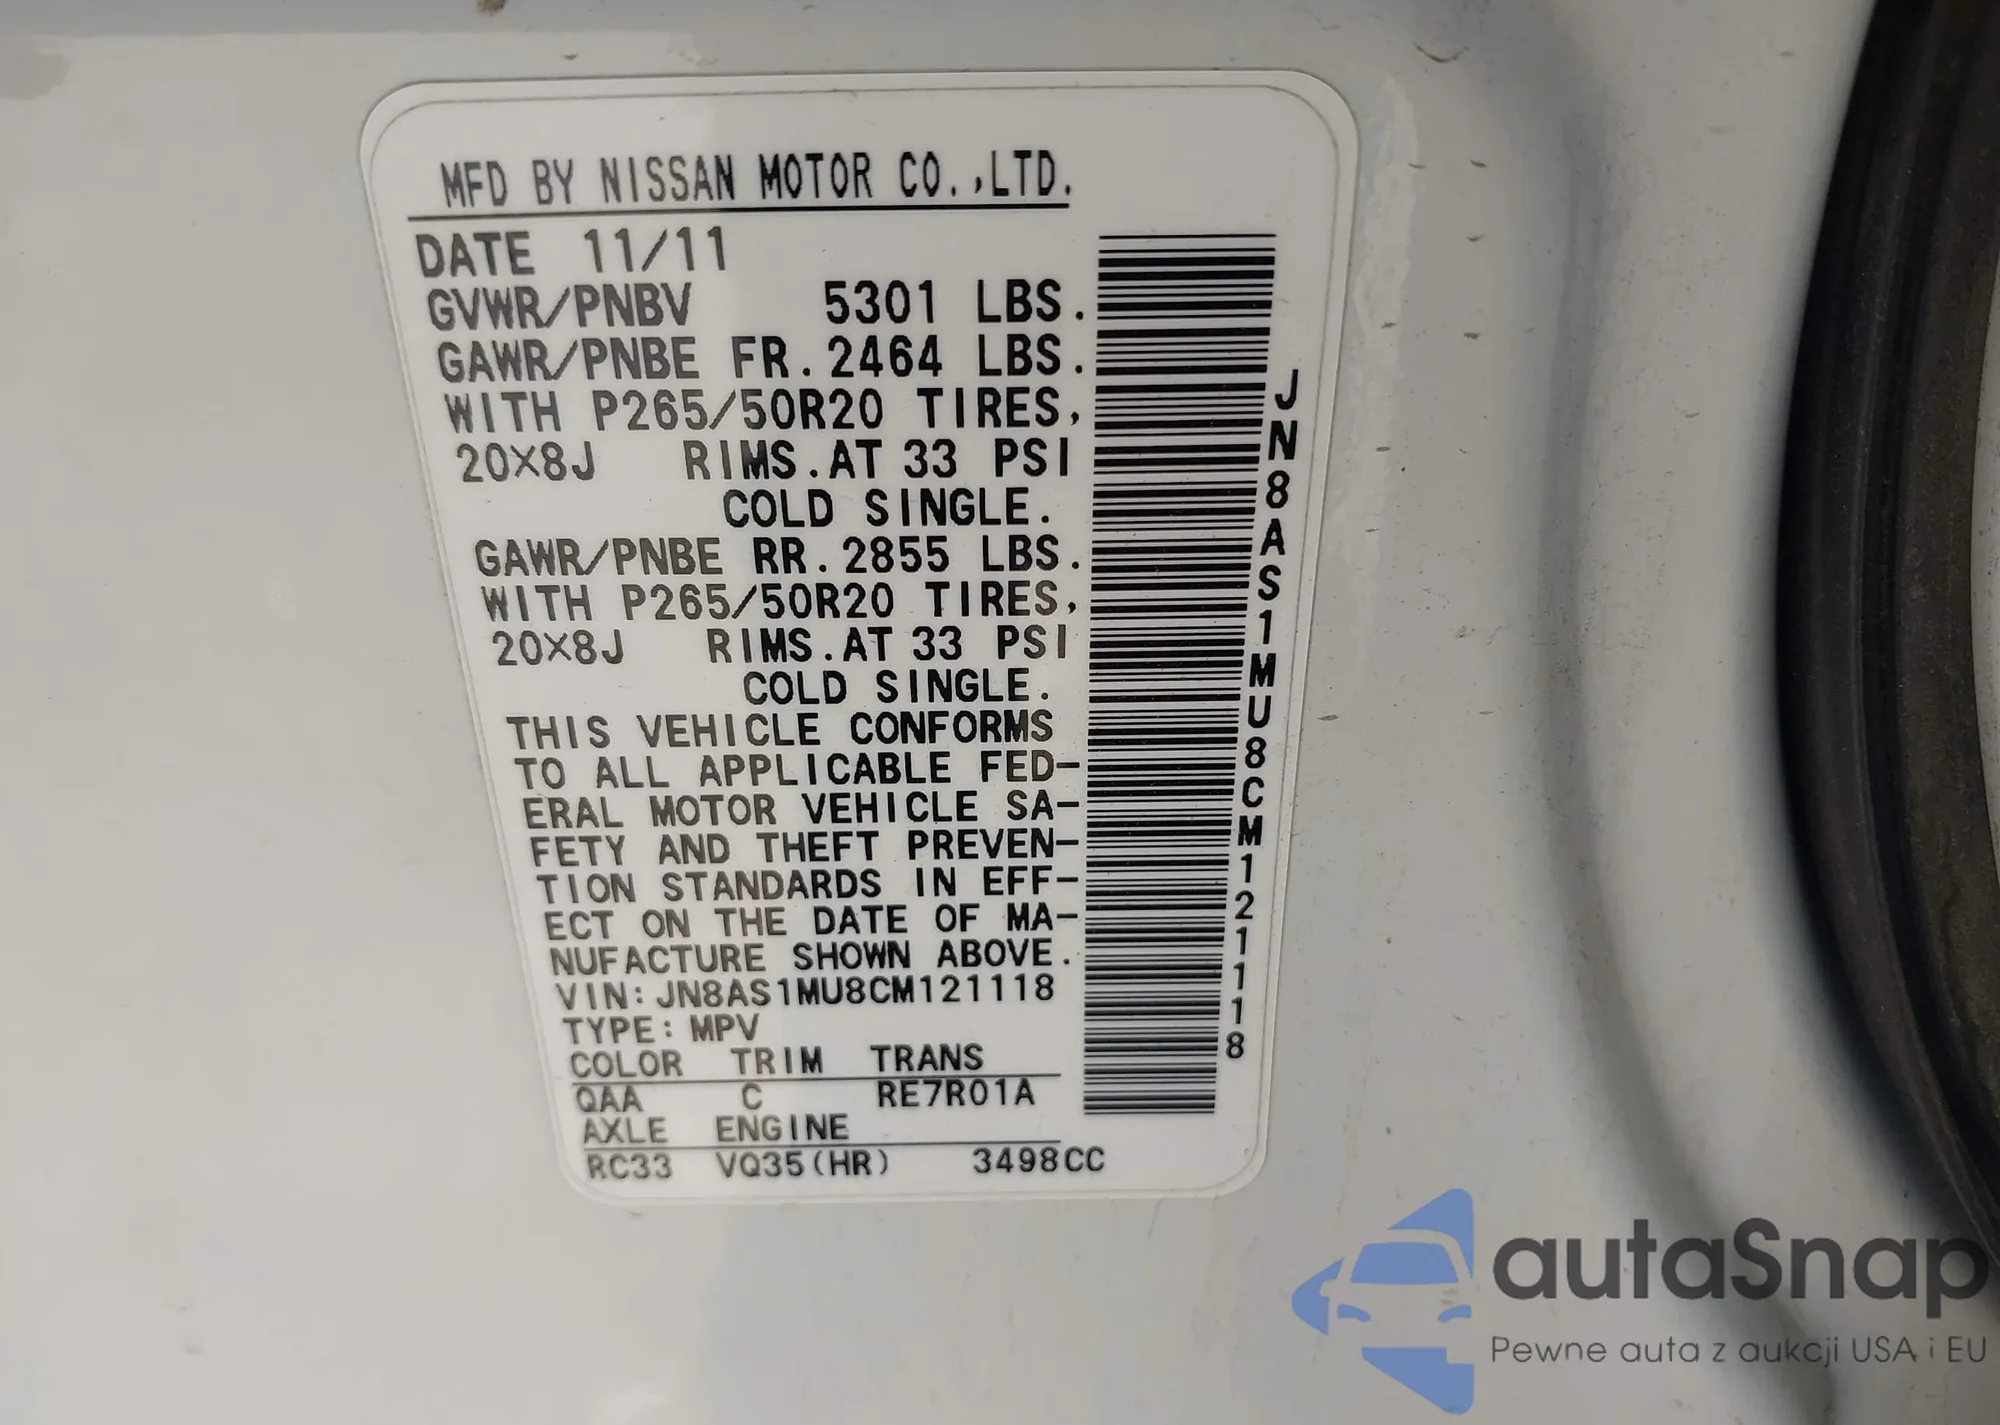 MFD BY NISSAN MOTOR CO.,LTD.
DATE 11/11
GVWR/PNBV 5301 LBS.
GAWR/PNBE FR.2464 LBS.
WITH P265/50R20 TIRES,
20X8J RIMS.AT 33 PSI
COLD SINGLE.
GAWR/PNBE RR.2855 LBS.
WITH P265/50R20 TIRES,
20X8J RIMS.AT 33 PSI
COLD SINGLE.
THIS VEHICLE CONFORMS
TO ALL APPLICABLE FED-
ERAL MOTOR VEHICLE SA-
FETY AND THEFT PREVEN-
TION STANDARDS IN EFF-
ECT ON THE DATE OF MA-
NUFACTURE SHOWN ABOVE.
VIN:JN8AS1MU8CM121118
TYPE:MPV
COLOR TRIM TRANS
QAA C RE7R01A
AXLE ENGINE
RC33 VQ35(HR) 3498CC
JN8AS1MU8CM121118
autaSnap
Pewne auta z aukcji USA i EU